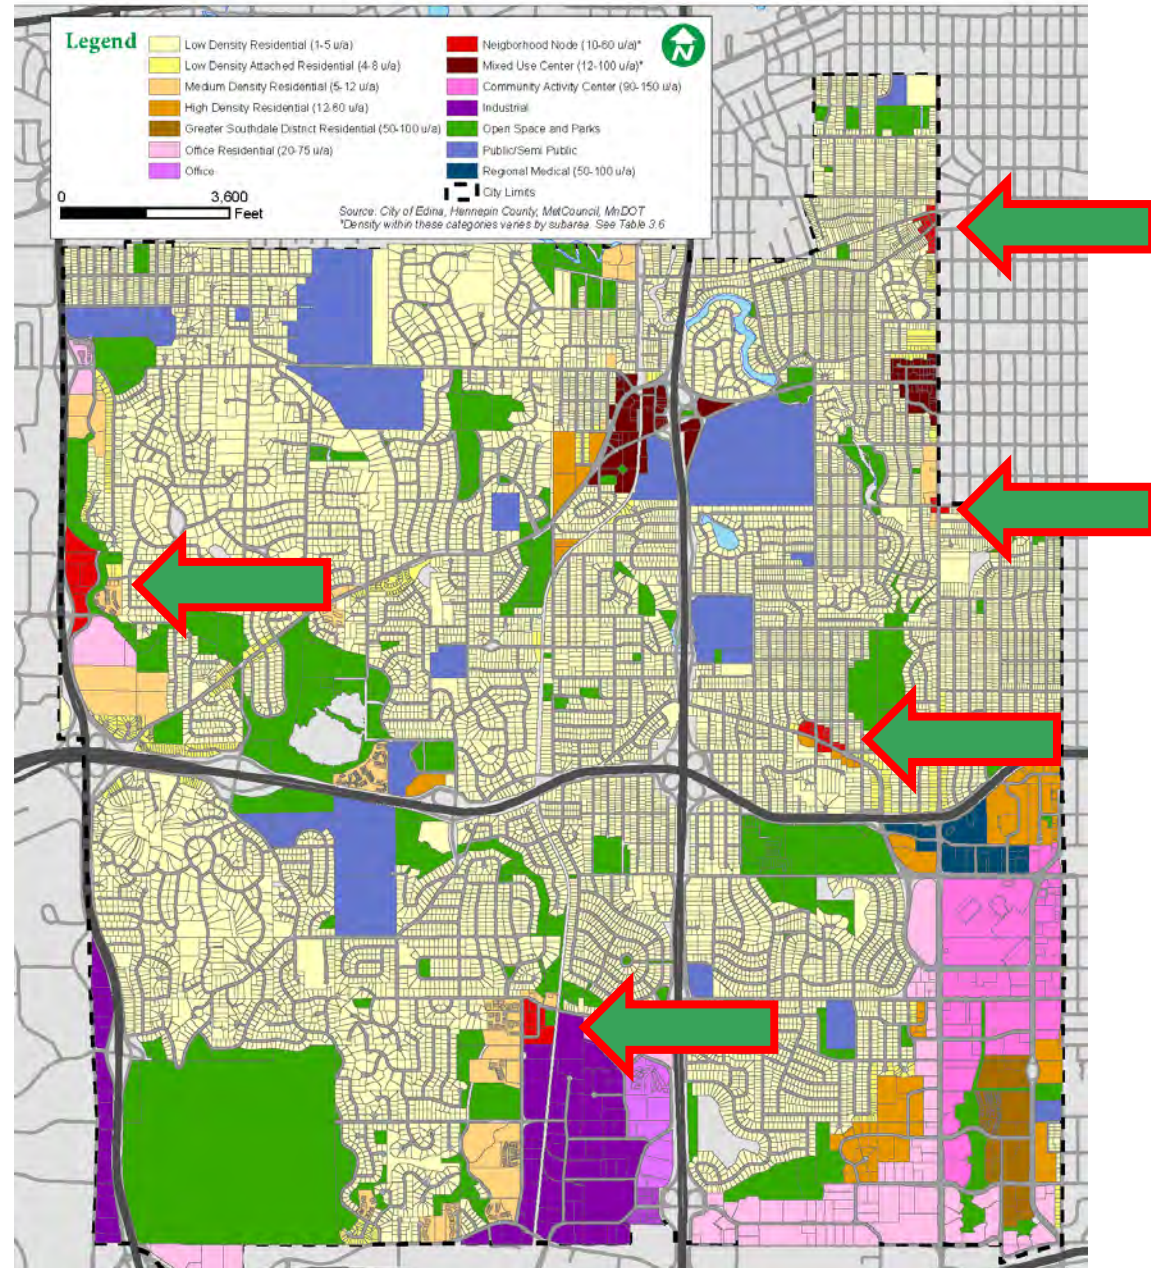 Legend
Low Density Residential (1-5 u/a)
Low Density Attached Residential (4-8 u/a)
Medium Density Residential (5-12 u/a)
High Density Residential (12-60 u/a)
Greater Southdale District Residential (50-100 u/a)
Office Residential (20-75 u/a)
Office
Neigborhood Node (10-60 u/a)*
Mixed Use Center (12-100 u/a)*
Community Activity Center (90-150 u/a)
Industrial
Open Space and Parks
Public/Semi Public
Regional Medical (50-100 u/a)
City Limits
N
0 3,600
Feet
Source: City of Edina, Hennepin County, MetCouncil, MnDOT
*Density within these categories varies by subarea. See Table 3.6